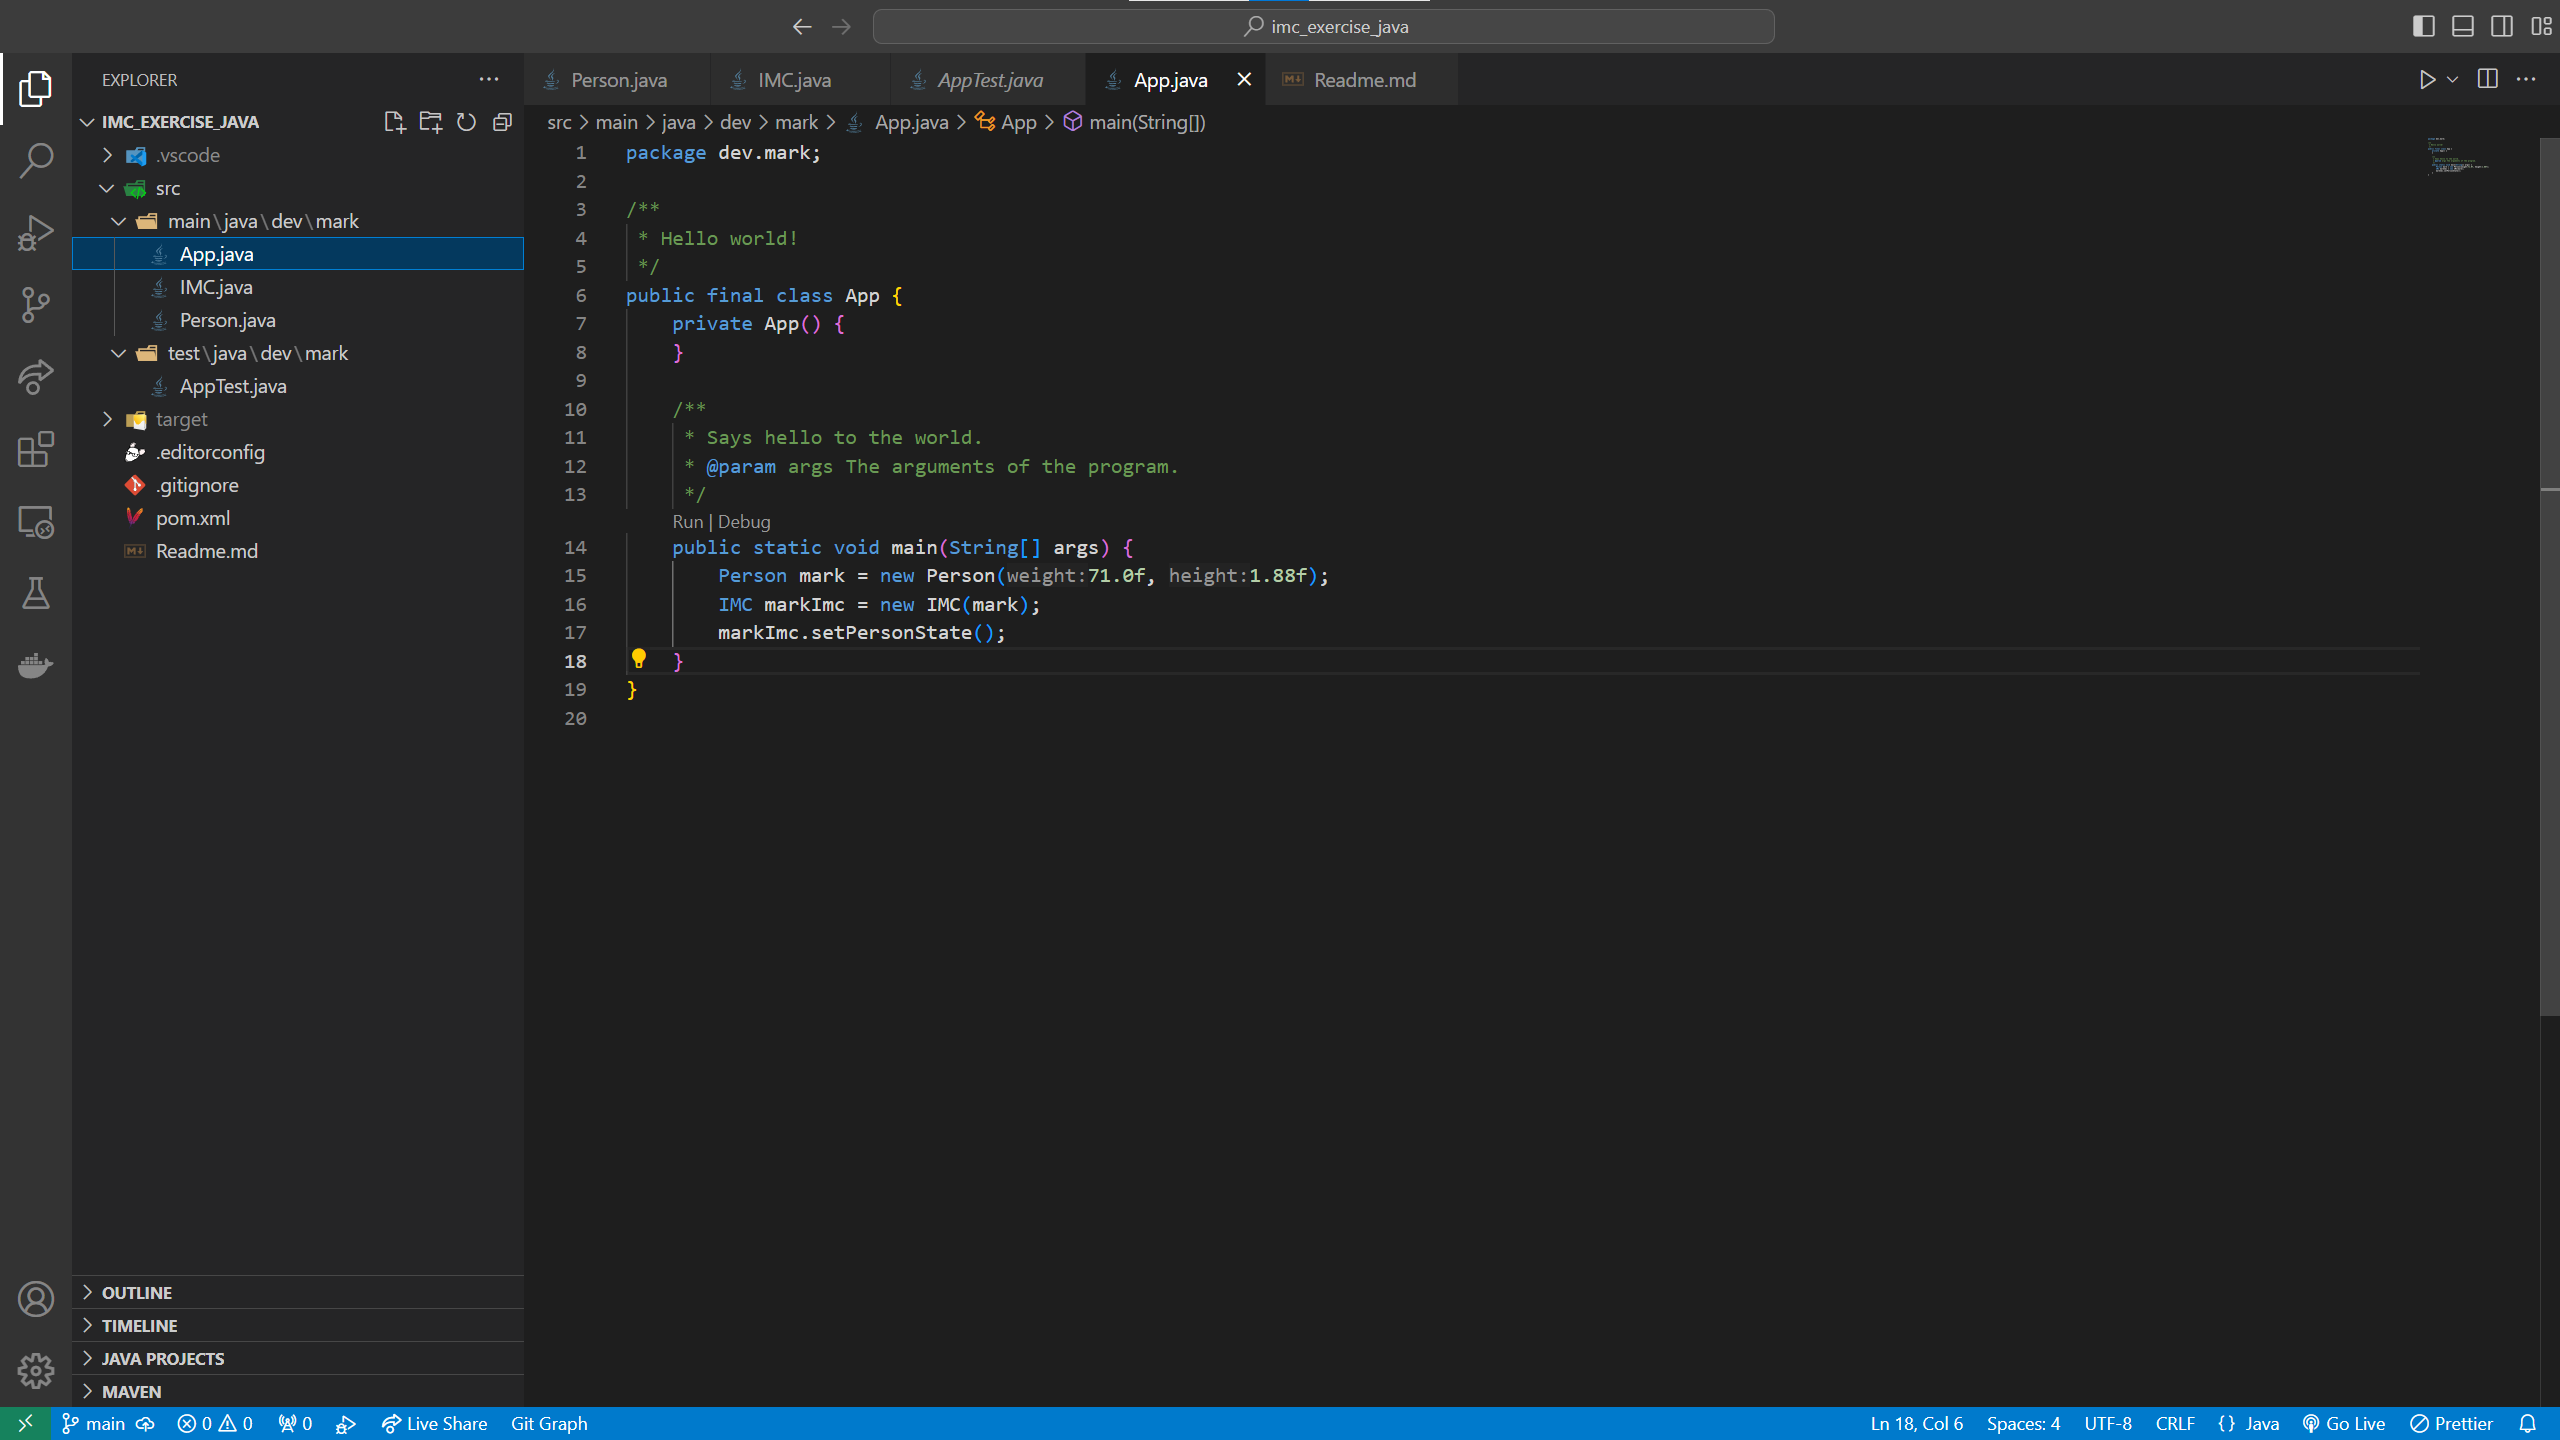 imc_exercise_java
EXPLORER
IMC_EXERCISE_JAVA
.vscode
src
main\java\dev\mark
App.java
IMC.java
Person.java
test\java\dev\mark
AppTest.java
target
.editorconfig
.gitignore
pom.xml
Readme.md
OUTLINE
TIMELINE
JAVA PROJECTS
MAVEN
Person.java IMC.java AppTest.java App.java Readme.md
src > main > java > dev > mark > App.java > App > main(String[])
1 package dev.mark;
2
3 /**
4  * Hello world!
5  */
6 public final class App {
7     private App() {
8     }
9
10     /**
11      * Says hello to the world.
12      * @param args The arguments of the program.
13      */
Run | Debug
14     public static void main(String[] args) {
15         Person mark = new Person(weight:71.0f, height:1.88f);
16         IMC markImc = new IMC(mark);
17         markImc.setPersonState();
18     }
19 }
20
main 0 0 0 Live Share Git Graph Ln 18, Col 6 Spaces: 4 UTF-8 CRLF {} Java Go Live Prettier